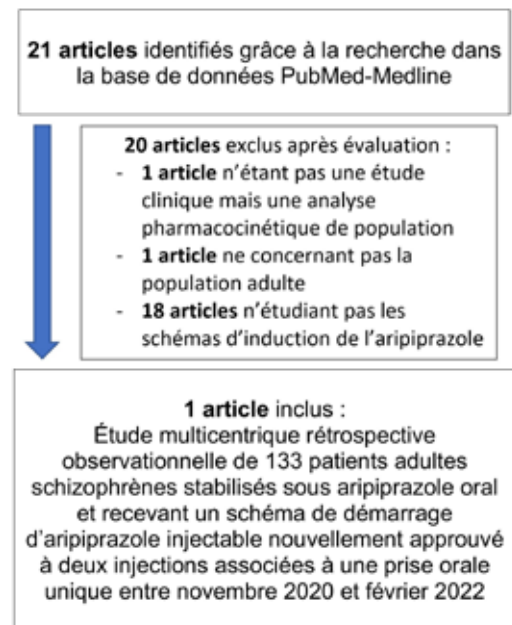 21 articles identifiés grâce à la recherche dans
la base de données PubMed-Medline
20 articles exclus après évaluation :
- 1 article n'étant pas une étude
clinique mais une analyse
pharmacocinétique de population
- 1 article ne concernant pas la
population adulte
- 18 articles n'étudiant pas les
schémas d'induction de l'aripiprazole
1 article inclus :
Étude multicentrique rétrospective
observationnelle de 133 patients adultes
schizophrènes stabilisés sous aripiprazole oral
et recevant un schéma de démarrage
d'aripiprazole injectable nouvellement approuvé
à deux injections associées à une prise orale
unique entre novembre 2020 et février 2022